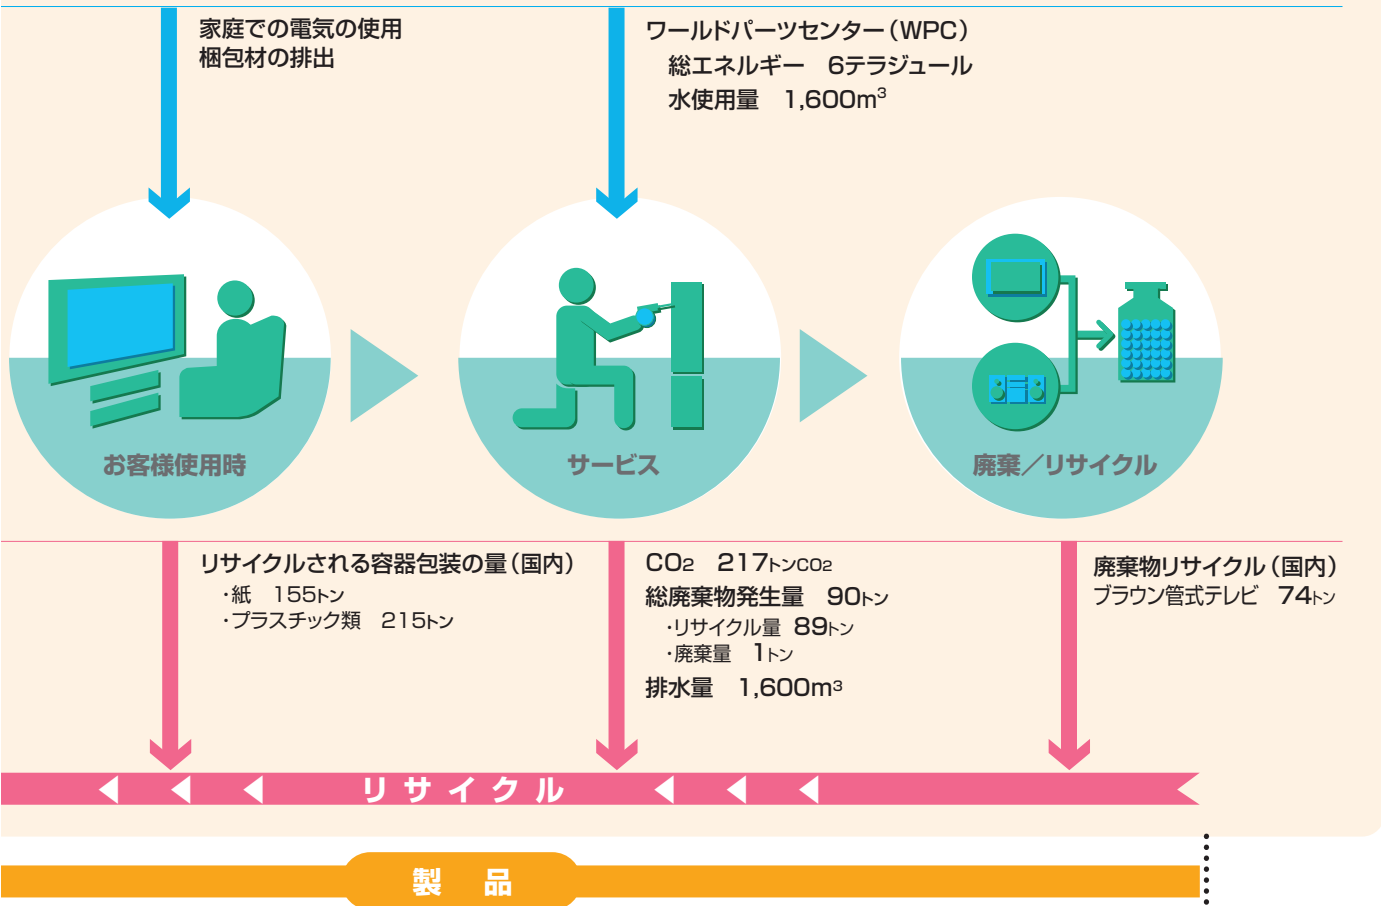 家庭での電気の使用
梱包材の排出
ワールドパーツセンター（WPC）
総エネルギー　6テラジュール
水使用量　1,600m³
お客様使用時
サービス
廃棄／リサイクル
リサイクルされる容器包装の量（国内）
・紙　155トン
・プラスチック類　215トン
CO₂　217トンCO2
総廃棄物発生量　90トン
・リサイクル量　89トン
・廃棄量　1トン
排水量　1,600m³
廃棄物リサイクル（国内）
ブラウン管式テレビ　74トン
リサイクル
製　品